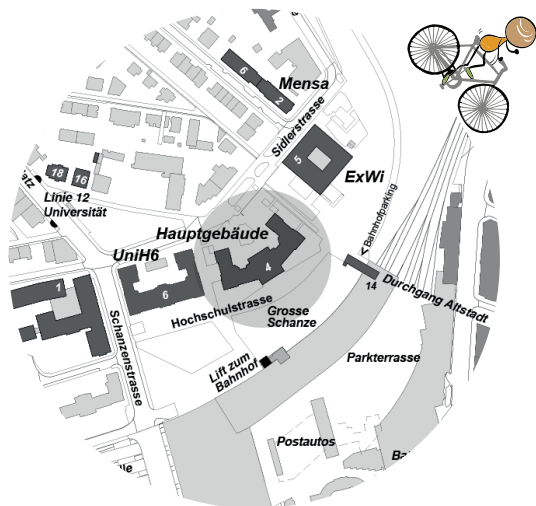 6
Mensa
2
Sidlerstrasse
5
ExWi
18
16
Linie 12
Universität
Bahnhofparking
Hauptgebäude
UniH6
4
1
6
Hochschulstrasse
14
Durchgang Altstadt
Grosse
Schanze
Schanzenstrasse
Lift zum
Bahnhof
Parkterrasse
Postautos